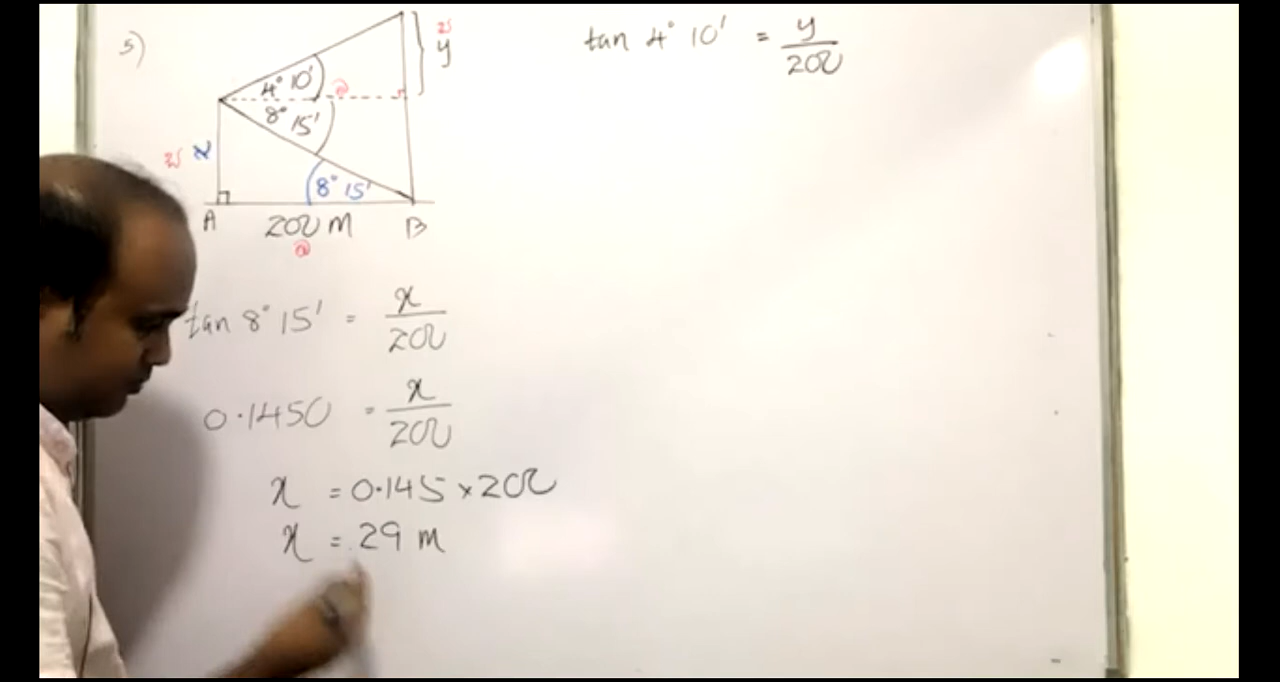 5)
4° 10'
8° 15'
y
x
8° 15'
A
200 m
B
tan 8° 15' = x/200
0.1450 = x/200
x = 0.145 × 200
x = 29 m
tan 4° 10' = y/200